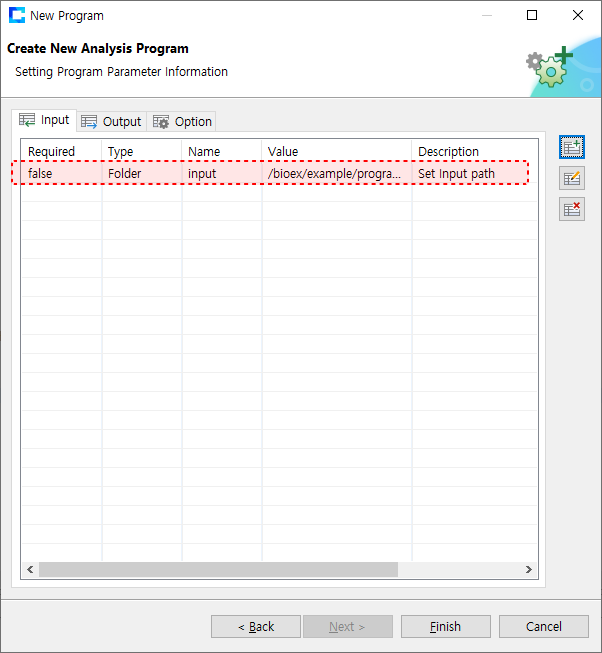 New Program
Create New Analysis Program
Setting Program Parameter Information
Input Output Option
Required Type Name Value Description
false Folder input /bioex/example/progra... Set Input path
< Back Next > Finish Cancel